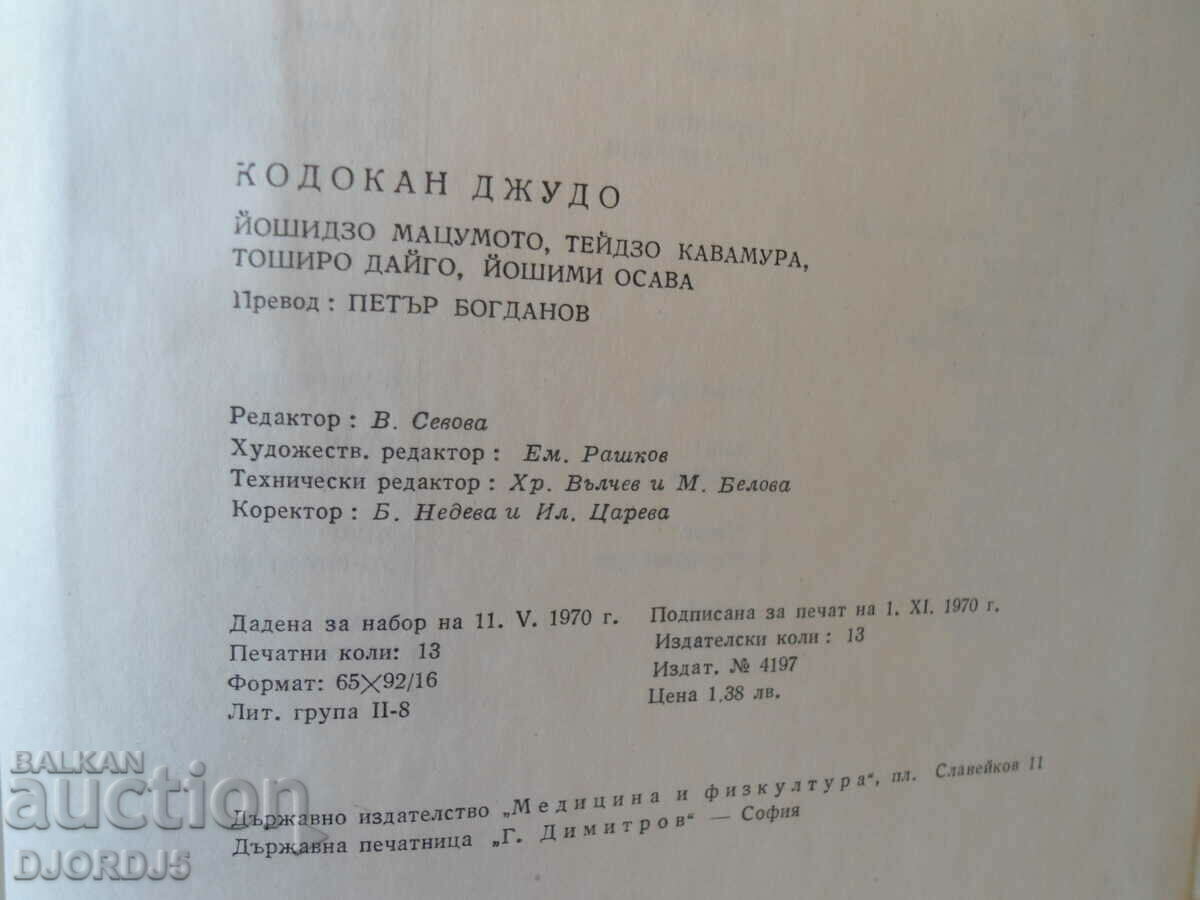 КОДОКАН ДЖУДО
ЙОШИДЗО МАЦУМОТО, ТЕЙДЗО КАВАМУРА,
ТОШИРО ДАЙГО, ЙОШИМИ ОСАВА
Превод: ПЕТЪР БОГДАНОВ
Редактор: В. Севова
Художеств. редактор: Ем. Рашков
Технически редактор: Хр. Вълчев и М. Белова
Коректор: Б. Недева и Ил. Царева
Дадена за набор на 11. V. 1970 г.
Печатни коли: 13
Формат: 65×92/16
Лит. група II-8
Подписана за печат на 1. XI. 1970 г.
Издателски коли: 13
Издат. № 4197
Цена 1,38 лв.
Държавно издателство „Медицина и физкултура“, пл. Славейков 11
Държавна печатница „Г. Димитров“ — София
BALKAN
auction
DJORDJ5